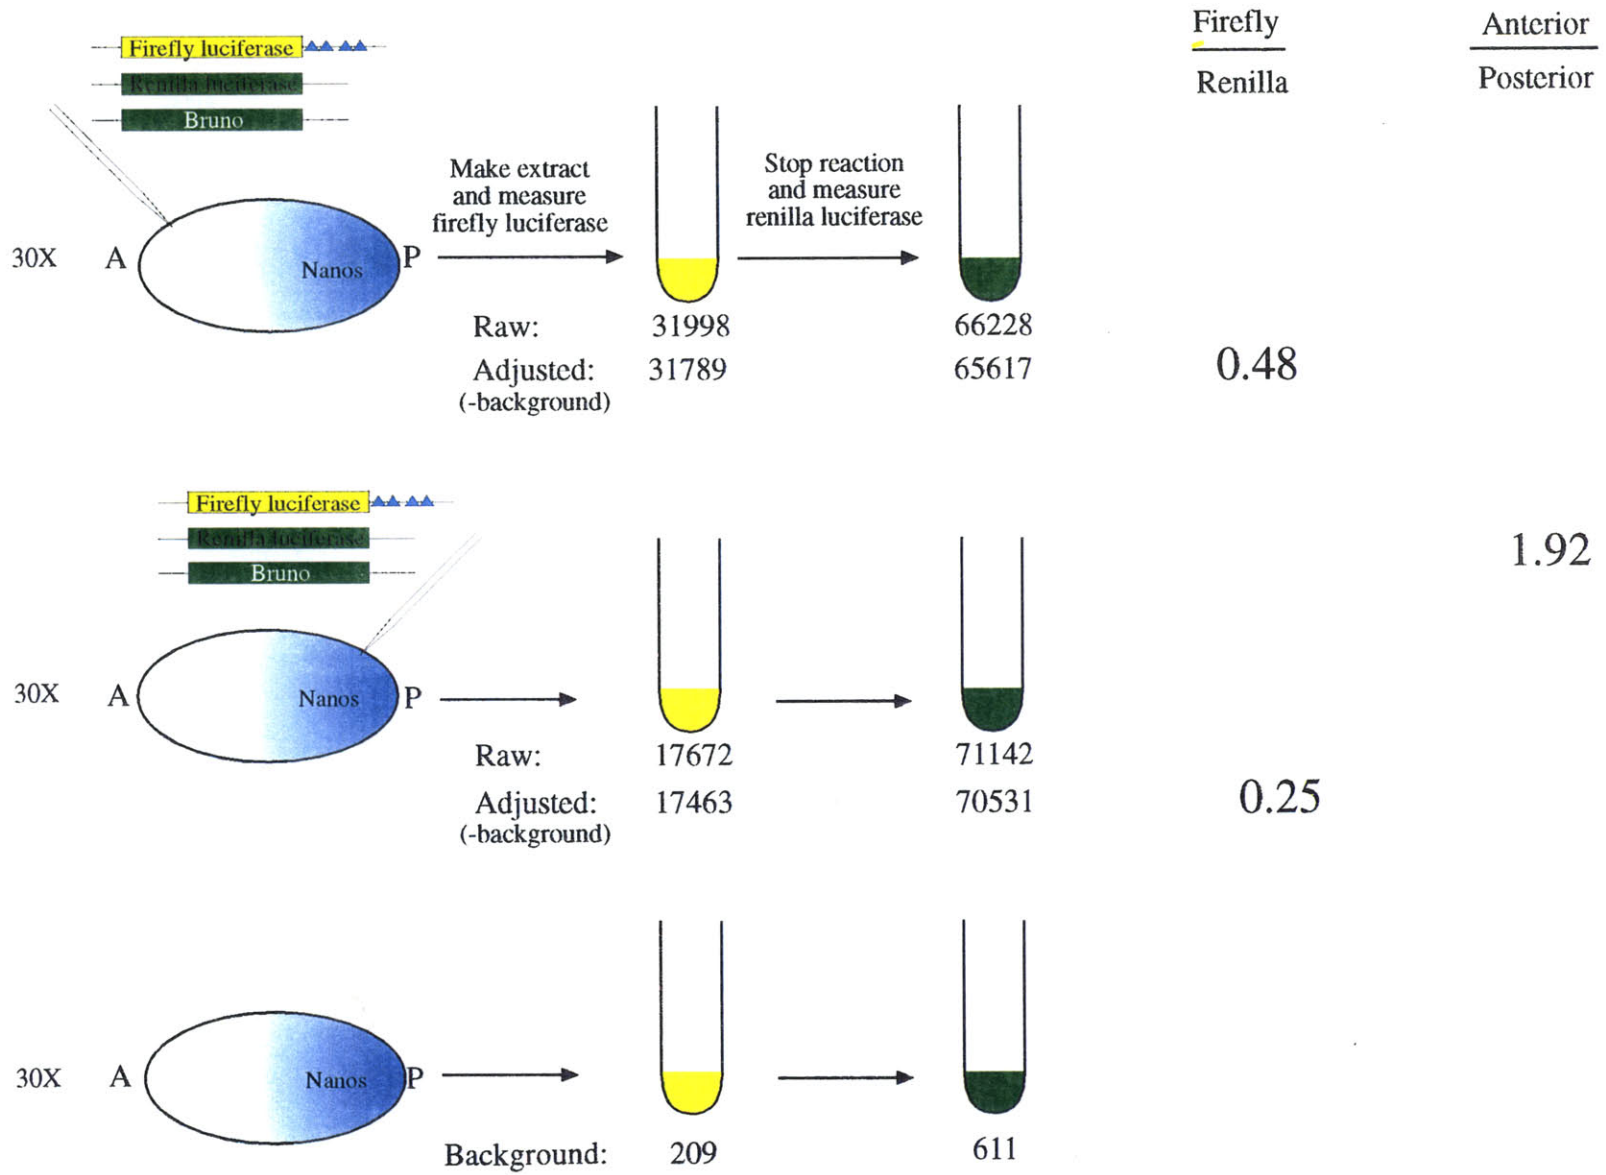 Firefly
Renilla
Anterior
Posterior
Firefly luciferase
Renilla luciferase
Bruno
Make extract
and measure
firefly luciferase
Stop reaction
and measure
renilla luciferase
30X A Nanos P
Raw: 31998 66228
Adjusted: 31789 65617 0.48
(-background)
Firefly luciferase
Renilla luciferase
Bruno
1.92
30X A Nanos P
Raw: 17672 71142
Adjusted: 17463 70531 0.25
(-background)
30X A Nanos P
Background: 209 611